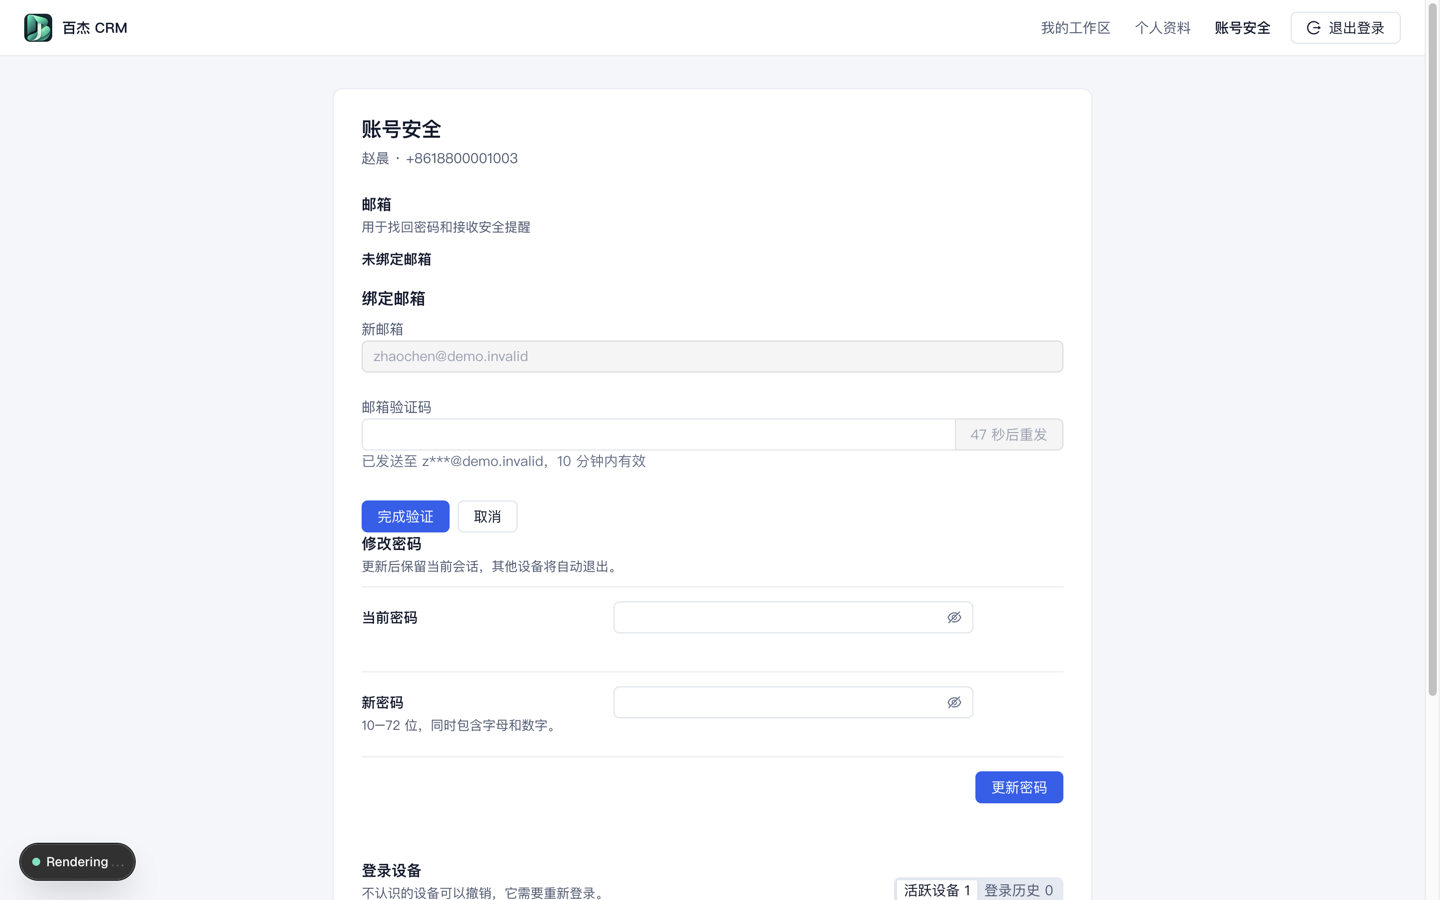 百杰 CRM
我的工作区 个人资料 账号安全 退出登录
账号安全
赵晨 · +8618800001003
邮箱
用于找回密码和接收安全提醒
未绑定邮箱
绑定邮箱
新邮箱
zhaochen@demo.invalid
邮箱验证码
47 秒后重发
已发送至 z***@demo.invalid，10 分钟内有效
完成验证 取消
修改密码
更新后保留当前会话，其他设备将自动退出。
当前密码
新密码
10—72 位，同时包含字母和数字。
更新密码
Rendering ...
登录设备
不认识的设备可以撤销，它需要重新登录。
活跃设备 1 登录历史 0